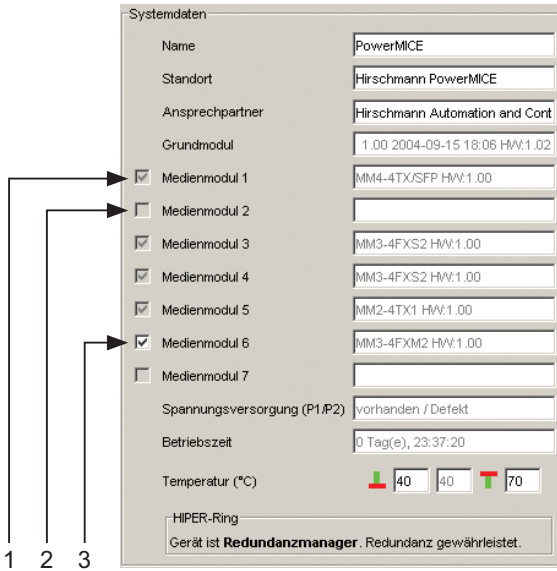 Systemdaten
Name PowerMICE
Standort Hirschmann PowerMICE
Ansprechpartner Hirschmann Automation and Cont
Grundmodul 1.00 2004-09-15 18:06 HW:1.02
Medienmodul 1 MM4-4TX/SFP HW:1.00
Medienmodul 2
Medienmodul 3 MM3-4FXS2 HW:1.00
Medienmodul 4 MM3-4FXS2 HW:1.00
Medienmodul 5 MM2-4TX1 HW:1.00
Medienmodul 6 MM3-4FXM2 HW:1.00
Medienmodul 7
Spannungsversorgung (P1/P2) vorhanden / Defekt
Betriebszeit 0 Tag(e), 23:37:20
Temperatur (°C) 40 40 70
HIPER-Ring
Gerät ist Redundanzmanager. Redundanz gewährleistet.
1 2 3